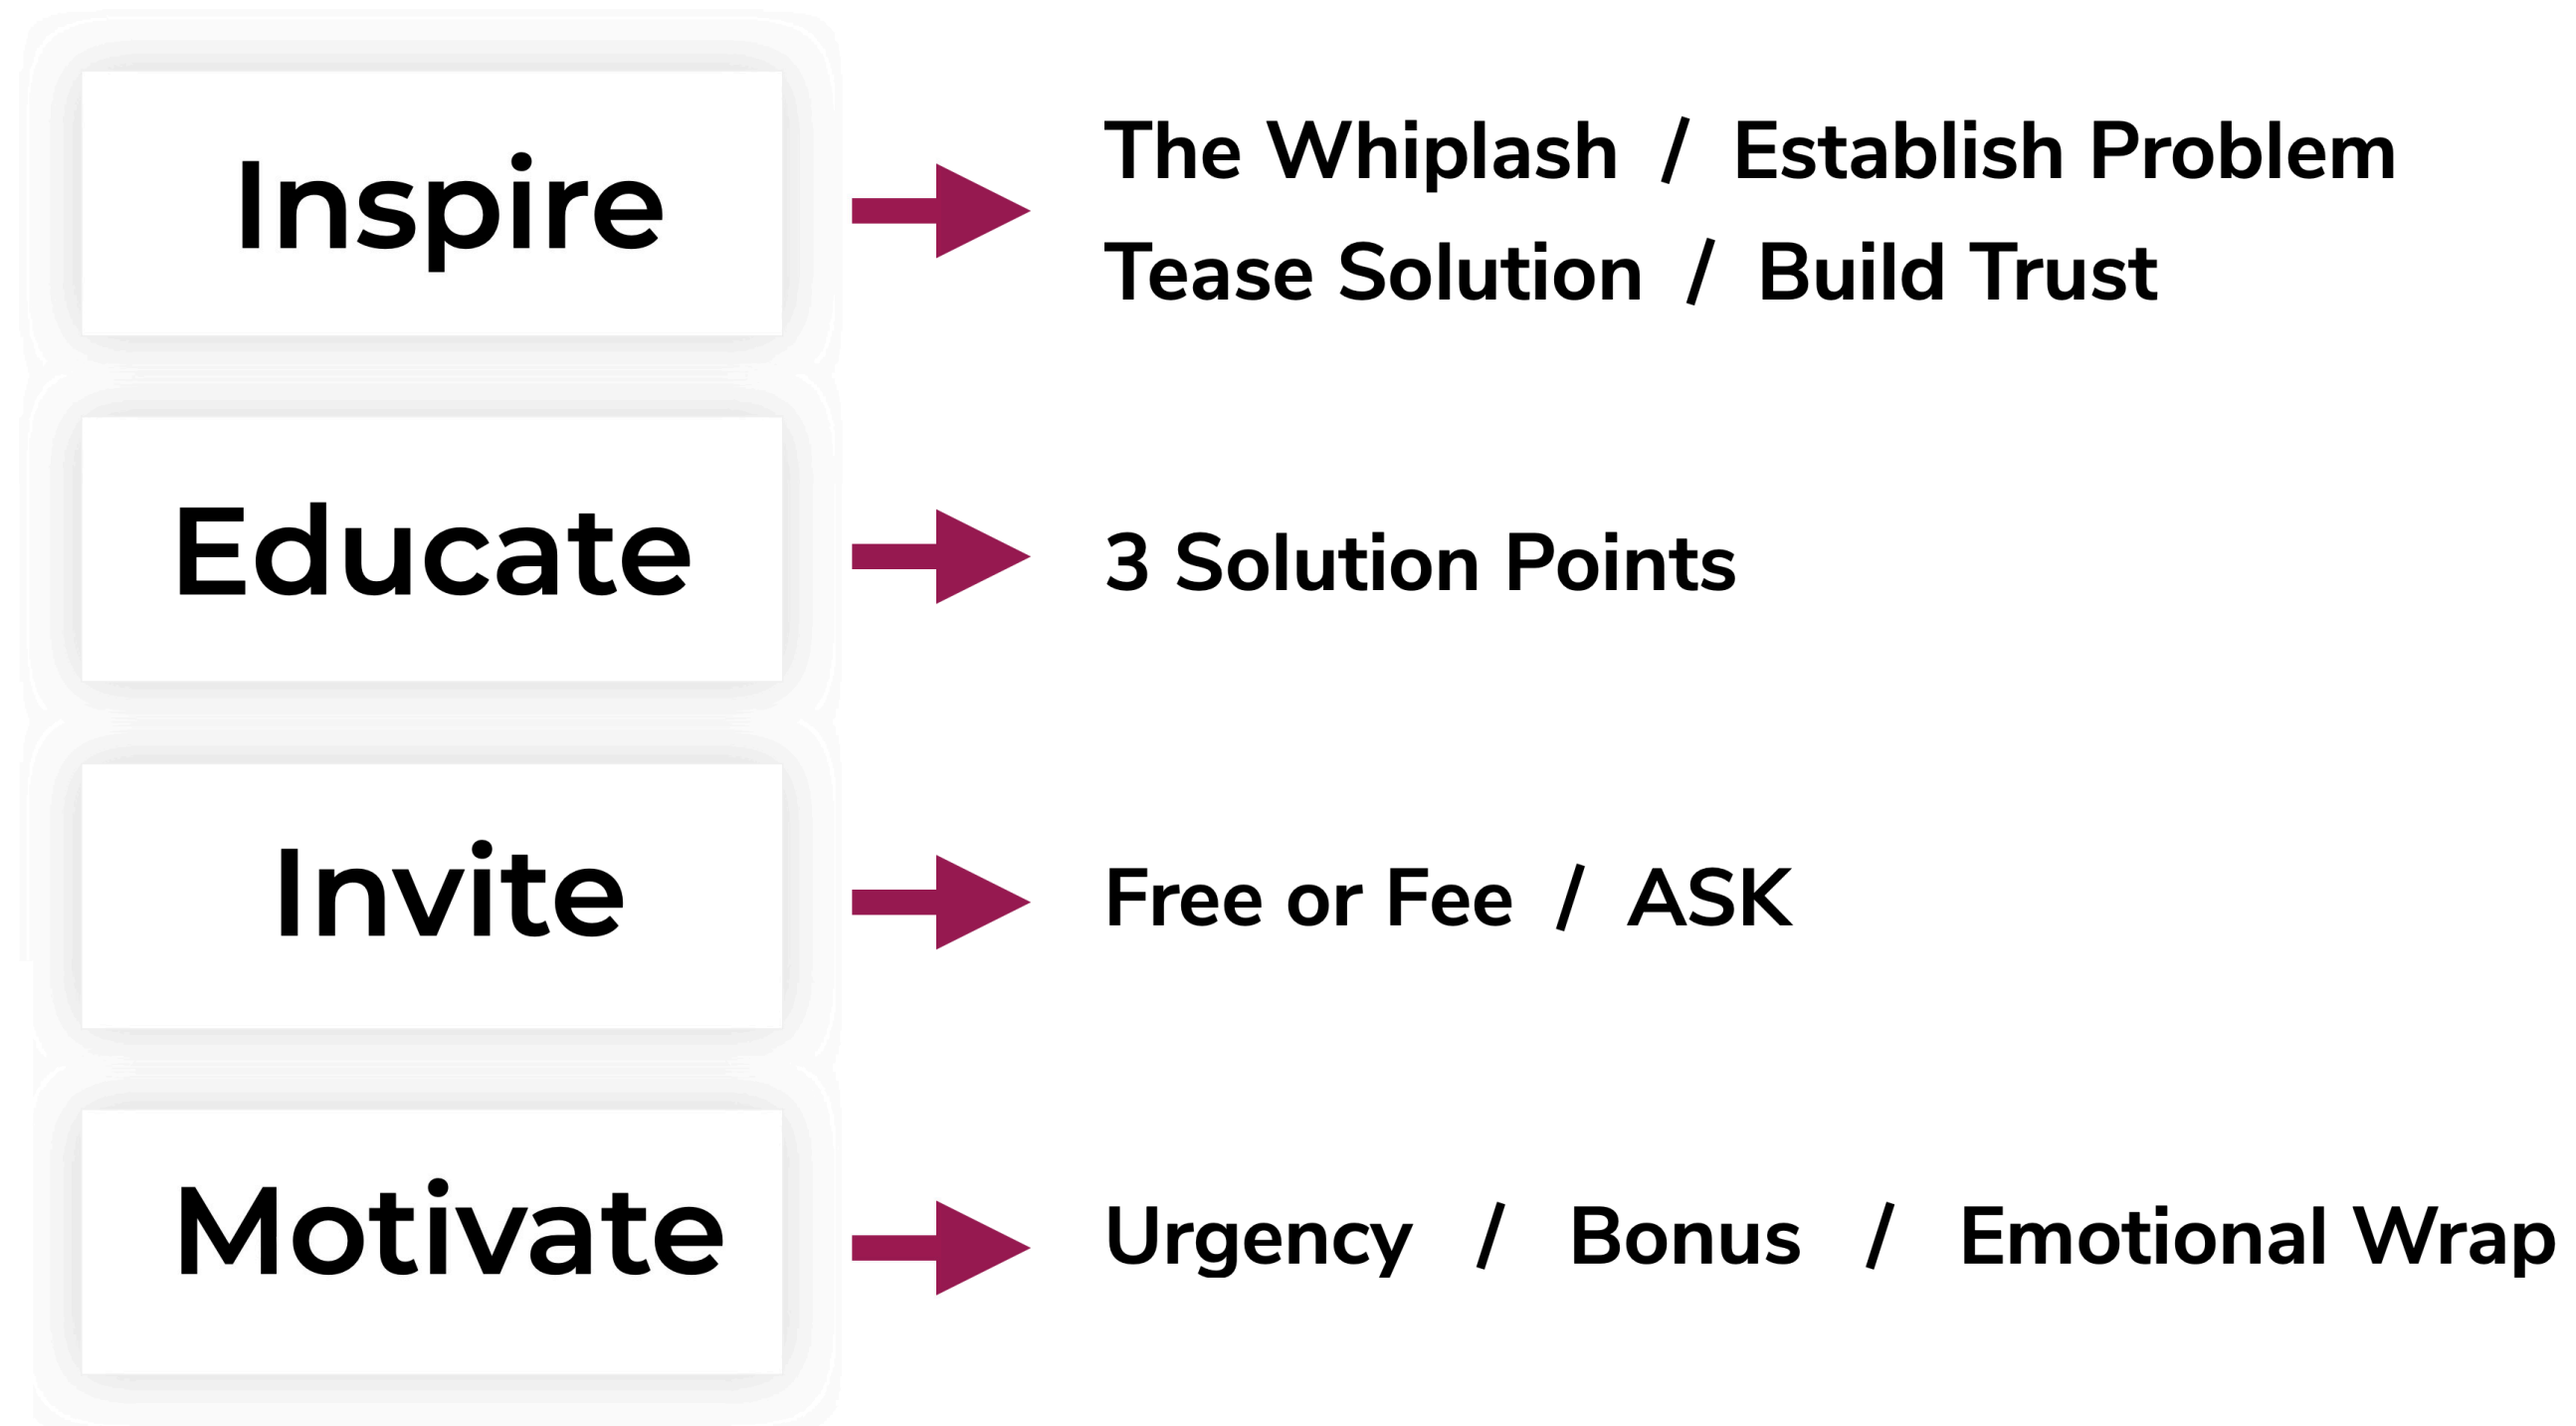 Inspire
The Whiplash / Establish Problem
Tease Solution / Build Trust
Educate
3 Solution Points
Invite
Free or Fee / ASK
Motivate
Urgency / Bonus / Emotional Wrap